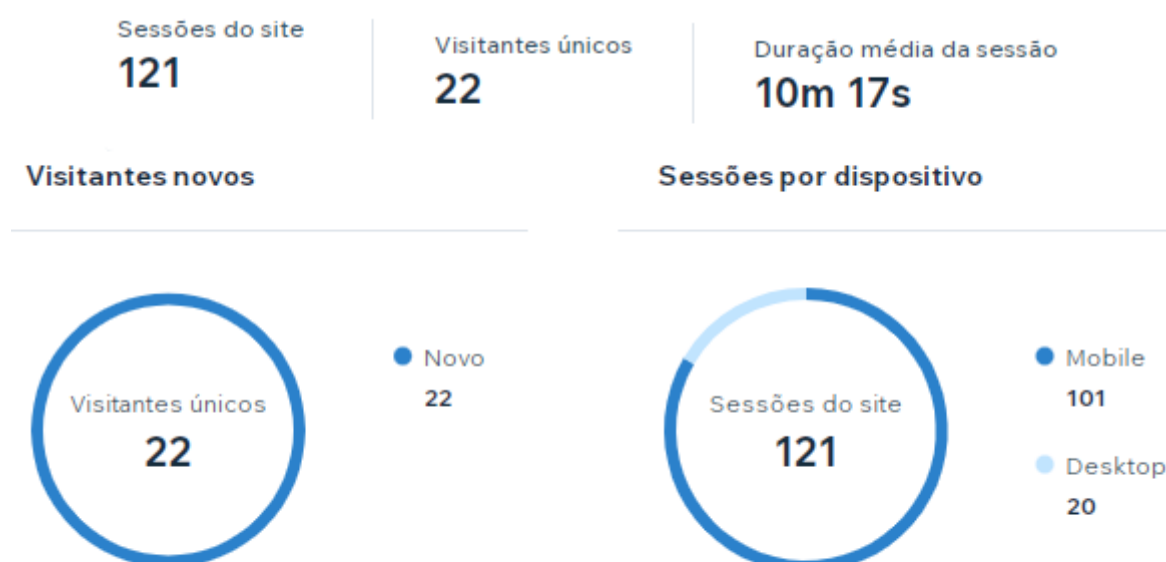 Sessões do site
121
Visitantes únicos
22
Duração média da sessão
10m 17s
Visitantes novos
Visitantes únicos
22
Novo
22
Sessões por dispositivo
Sessões do site
121
Mobile
101
Desktop
20